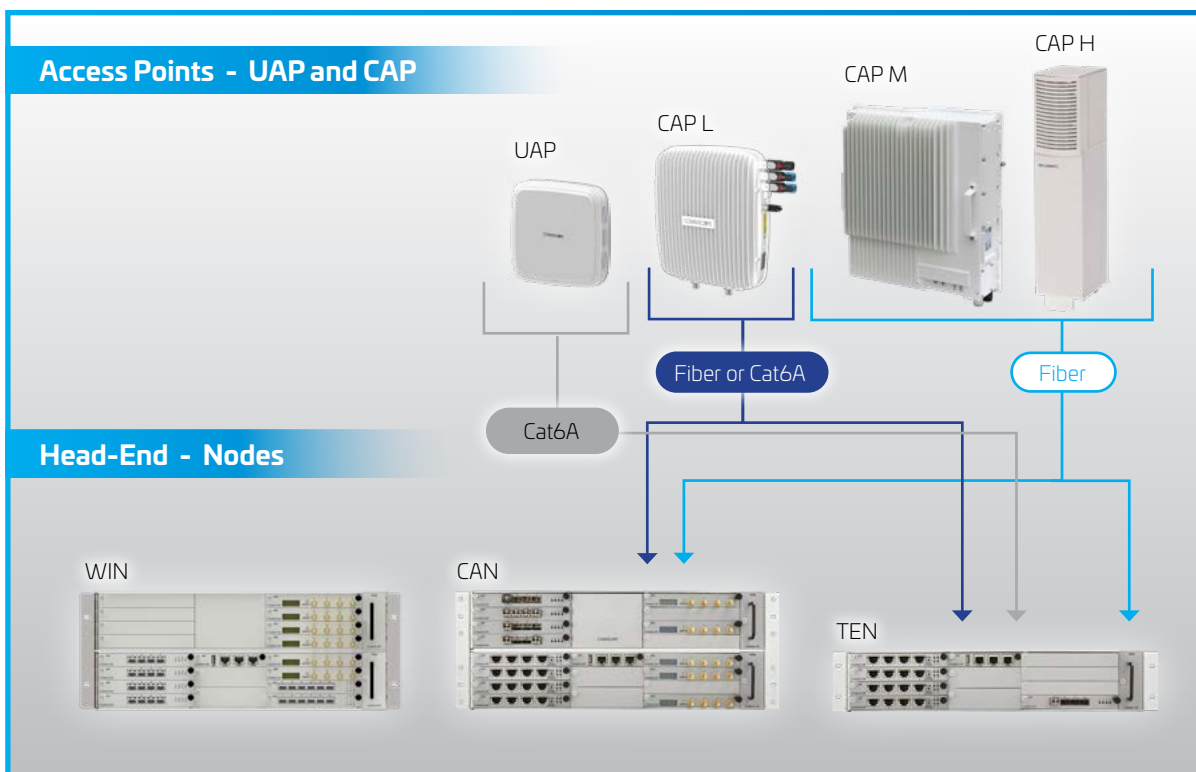 CAP H
Access Points - UAP and CAP
CAP M
CAP L
UAP
Fiber or Cat6A
Fiber
Cat6A
Head-End - Nodes
WIN
CAN
TEN